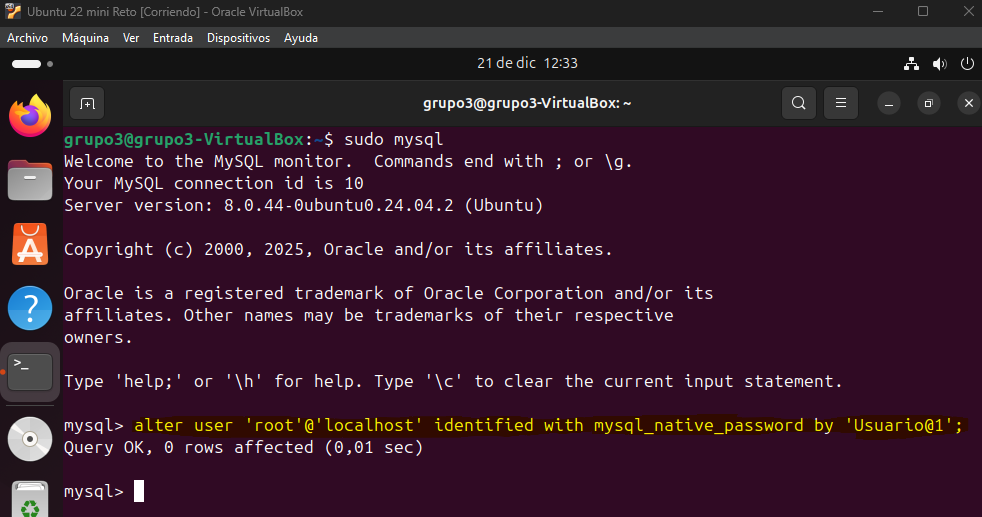 Ubuntu 22 mini Reto [Corriendo] - Oracle VirtualBox
Archivo Máquina Ver Entrada Dispositivos Ayuda
21 de dic 12:33
grupo3@grupo3-VirtualBox: ~
grupo3@grupo3-VirtualBox:~$ sudo mysql
Welcome to the MySQL monitor.  Commands end with ; or \g.
Your MySQL connection id is 10
Server version: 8.0.44-0ubuntu0.24.04.2 (Ubuntu)
Copyright (c) 2000, 2025, Oracle and/or its affiliates.
Oracle is a registered trademark of Oracle Corporation and/or its
affiliates. Other names may be trademarks of their respective
owners.
Type 'help;' or '\h' for help. Type '\c' to clear the current input statement.
mysql> alter user 'root'@'localhost' identified with mysql_native_password by 'Usuario@1';
Query OK, 0 rows affected (0,01 sec)
mysql>